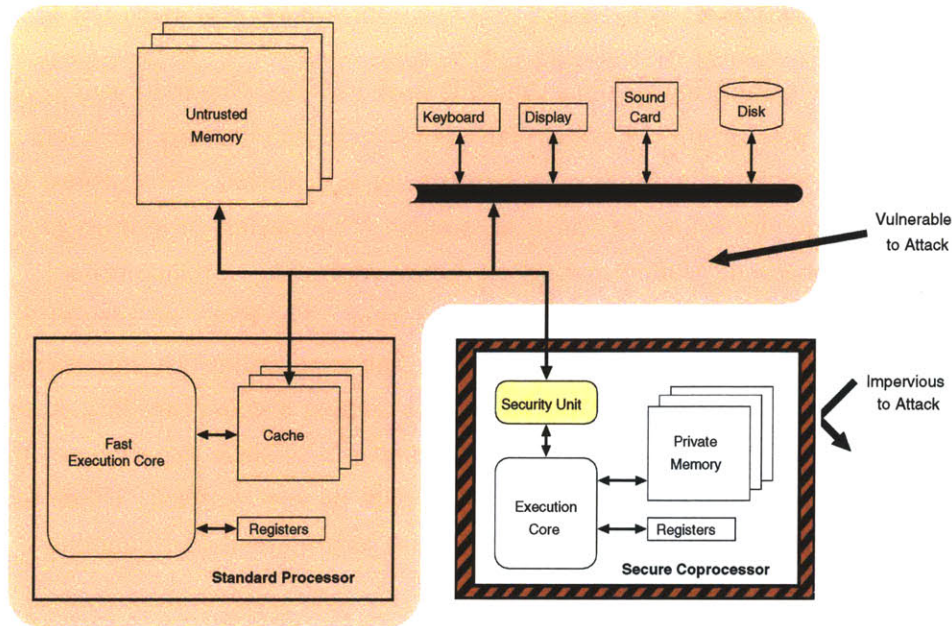 Untrusted
Memory
Keyboard
Display
Sound
Card
Disk
Vulnerable
to Attack
Fast
Execution Core
Cache
Registers
Standard Processor
Security Unit
Private
Memory
Execution
Core
Registers
Secure Coprocessor
Impervious
to Attack